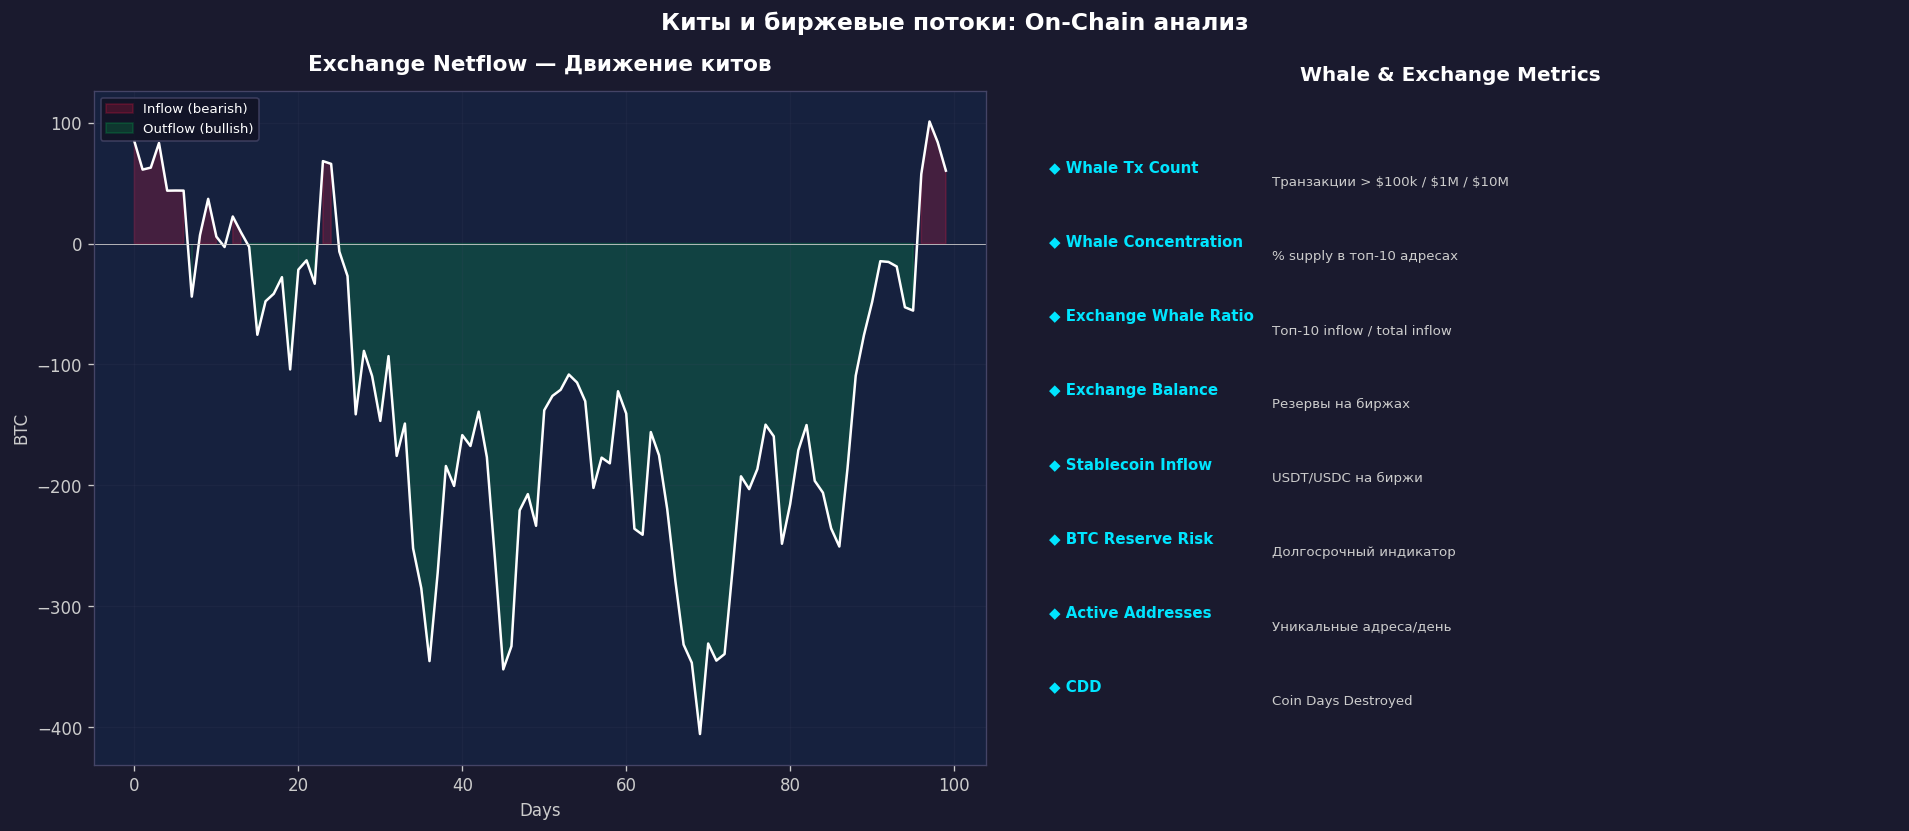 Киты и биржевые потоки: On-Chain анализ
Exchange Netflow — Движение китов
Inflow (bearish)
Outflow (bullish)
100
0
−100
−200
−300
−400
BTC
0
20
40
60
80
100
Days
Whale & Exchange Metrics
◆ Whale Tx Count
Транзакции > $100k / $1M / $10M
◆ Whale Concentration
% supply в топ-10 адресах
◆ Exchange Whale Ratio
Топ-10 inflow / total inflow
◆ Exchange Balance
Резервы на биржах
◆ Stablecoin Inflow
USDT/USDC на биржи
◆ BTC Reserve Risk
Долгосрочный индикатор
◆ Active Addresses
Уникальные адреса/день
◆ CDD
Coin Days Destroyed